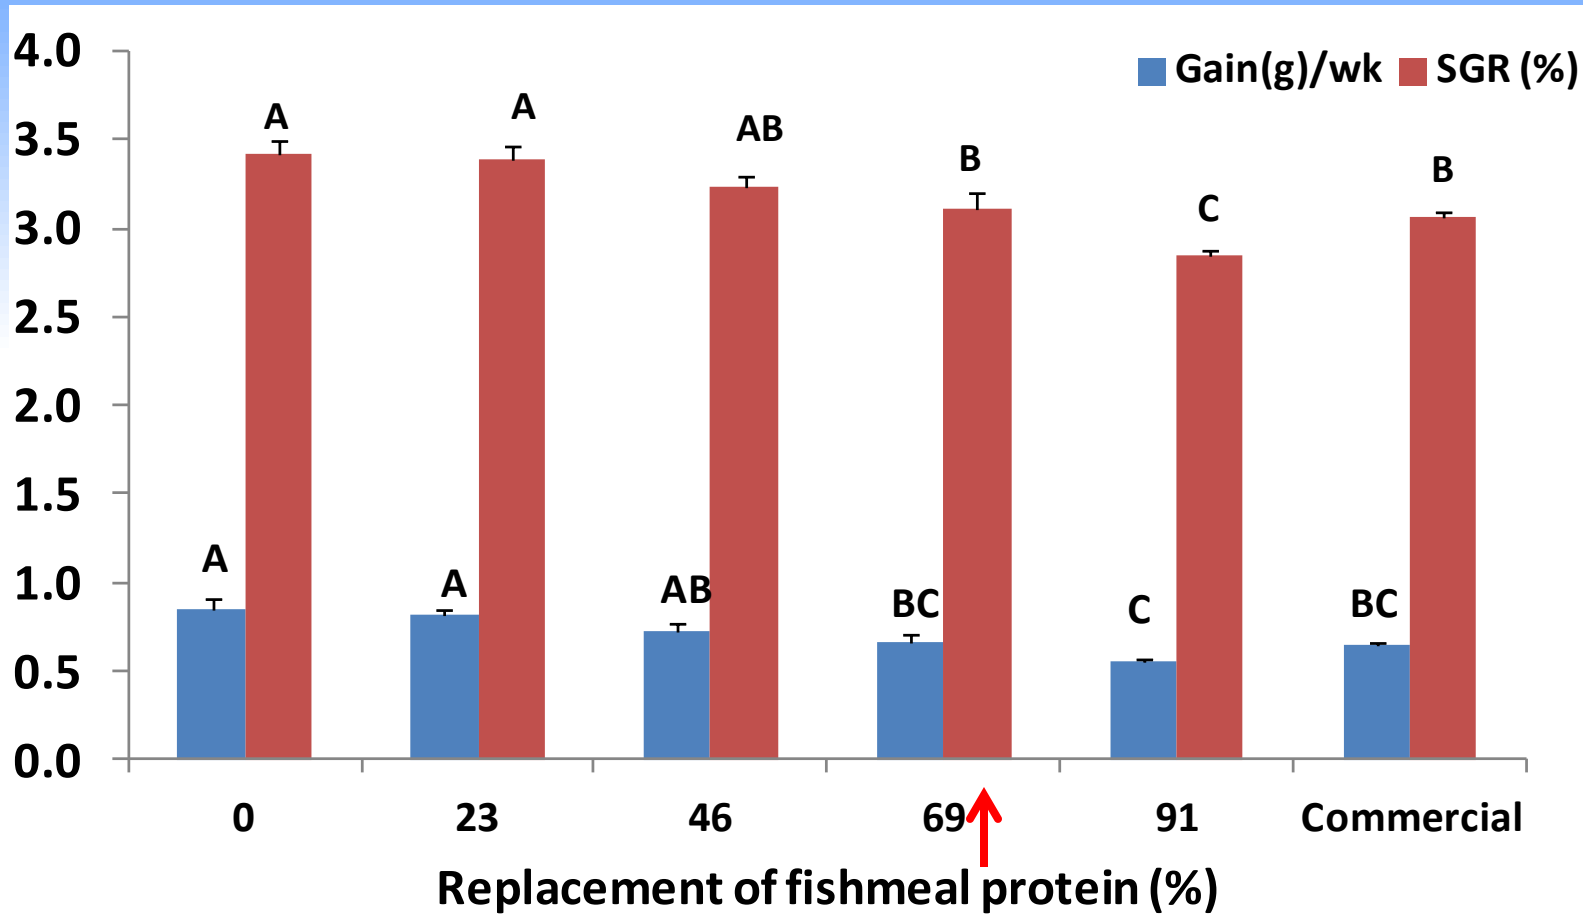 4.0
3.5
3.0
2.5
2.0
1.5
1.0
0.5
0.0
Gain(g)/wk SGR (%)
A A AB B C B
A A AB BC C BC
0 23 46 69 91 Commercial
Replacement of fishmeal protein (%)